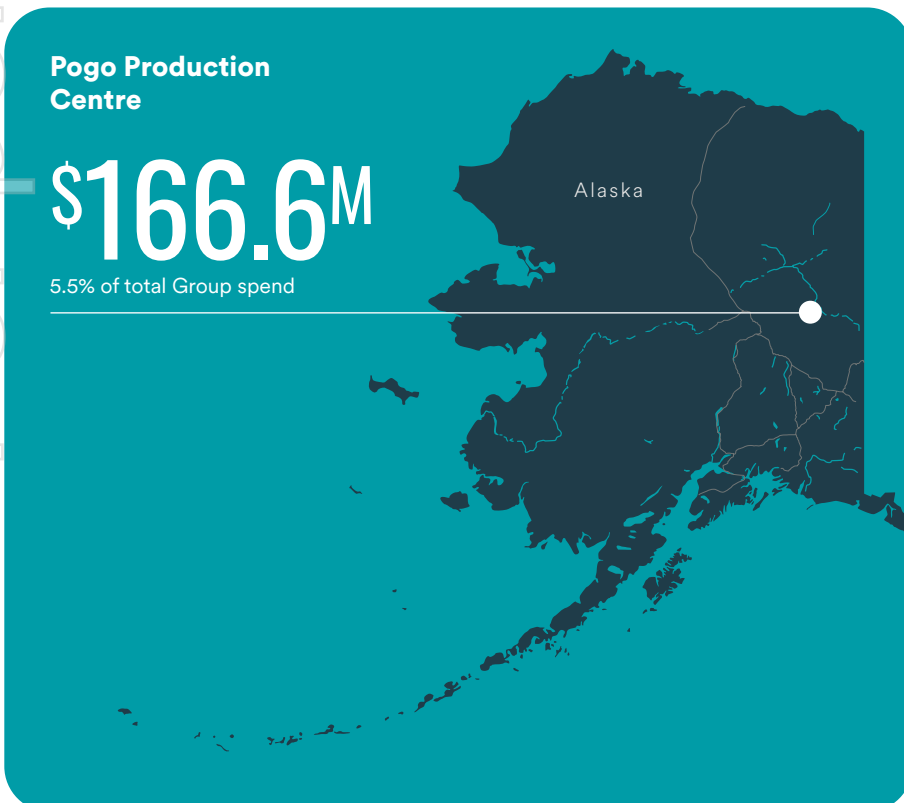 Pogo Production
Centre
$166.6M
5.5% of total Group spend
Alaska